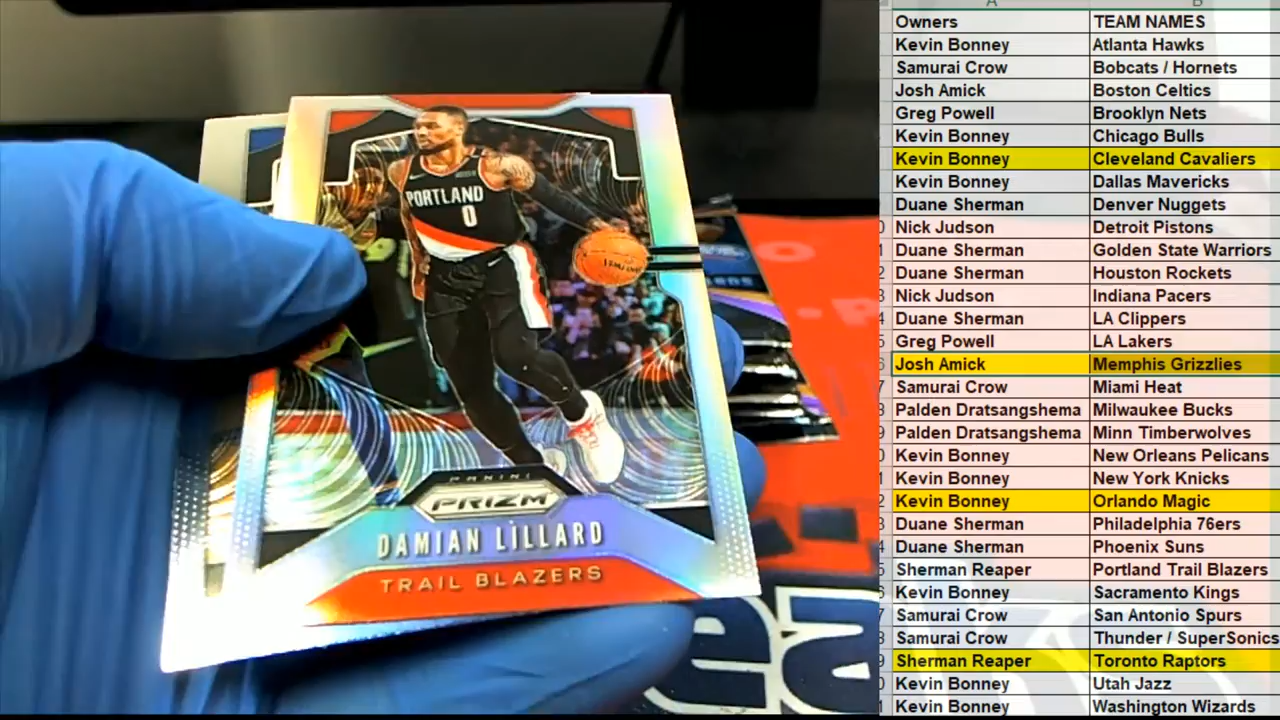 PORTLAND
0
SPALDING
PANINI
PRIZM
DAMIAN LILLARD
TRAIL BLAZERS
ea
A B
Owners TEAM NAMES
Kevin Bonney Atlanta Hawks
Samurai Crow Bobcats / Hornets
Josh Amick Boston Celtics
Greg Powell Brooklyn Nets
Kevin Bonney Chicago Bulls
Kevin Bonney Cleveland Cavaliers
Kevin Bonney Dallas Mavericks
Duane Sherman Denver Nuggets
Nick Judson Detroit Pistons
Duane Sherman Golden State Warriors
Duane Sherman Houston Rockets
Nick Judson Indiana Pacers
Duane Sherman LA Clippers
Greg Powell LA Lakers
Josh Amick Memphis Grizzlies
Samurai Crow Miami Heat
Palden Dratsangshema Milwaukee Bucks
Palden Dratsangshema Minn Timberwolves
Kevin Bonney New Orleans Pelicans
Kevin Bonney New York Knicks
Kevin Bonney Orlando Magic
Duane Sherman Philadelphia 76ers
Duane Sherman Phoenix Suns
Sherman Reaper Portland Trail Blazers
Kevin Bonney Sacramento Kings
Samurai Crow San Antonio Spurs
Samurai Crow Thunder / SuperSonics
Sherman Reaper Toronto Raptors
Kevin Bonney Utah Jazz
Kevin Bonney Washington Wizards